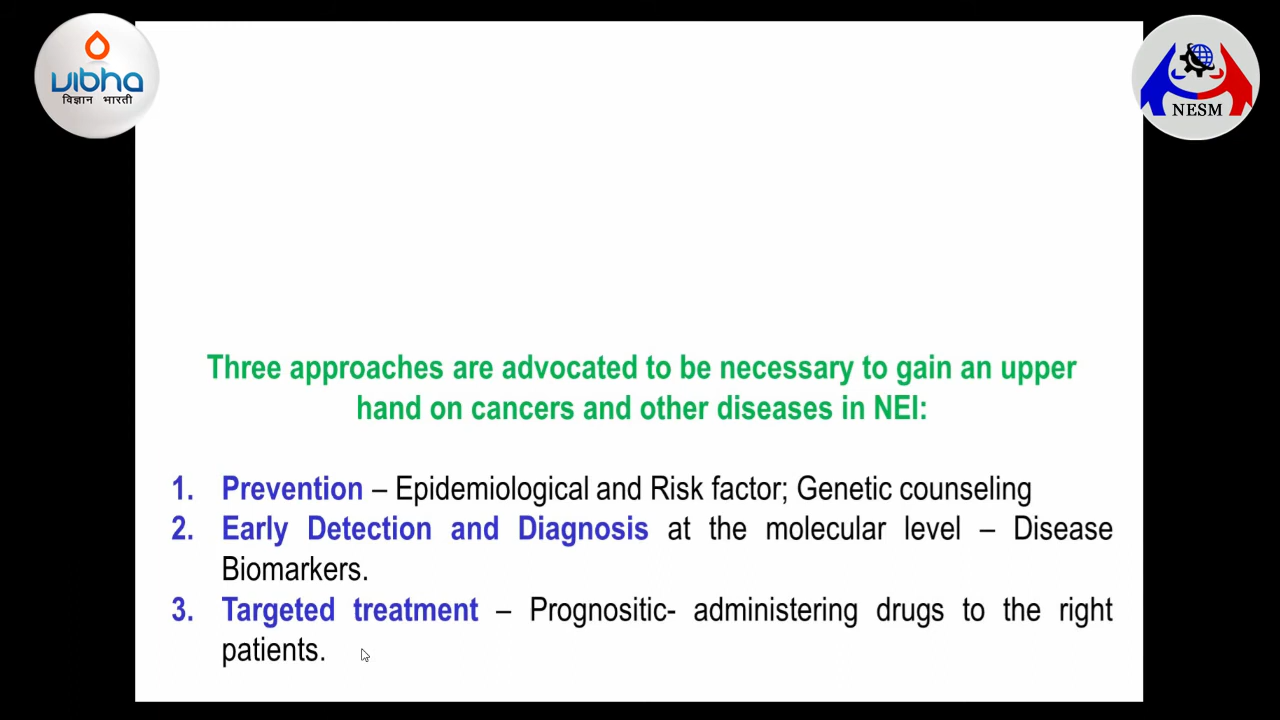 vibha
विज्ञान भारती
NESM
Three approaches are advocated to be necessary to gain an upper
hand on cancers and other diseases in NEI:
1. Prevention – Epidemiological and Risk factor; Genetic counseling
2. Early Detection and Diagnosis at the molecular level – Disease
Biomarkers.
3. Targeted treatment – Prognositic- administering drugs to the right
patients.